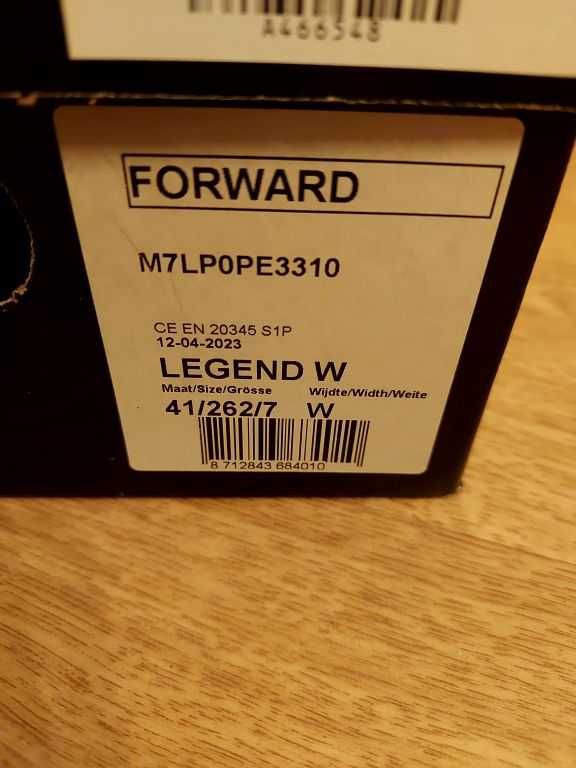 A466548
FORWARD
M7LP0PE3310
CE EN 20345 S1P
12-04-2023
LEGEND W
Maat/Size/Grösse Wijdte/Width/Weite
41/262/7 W
8 712843 684010